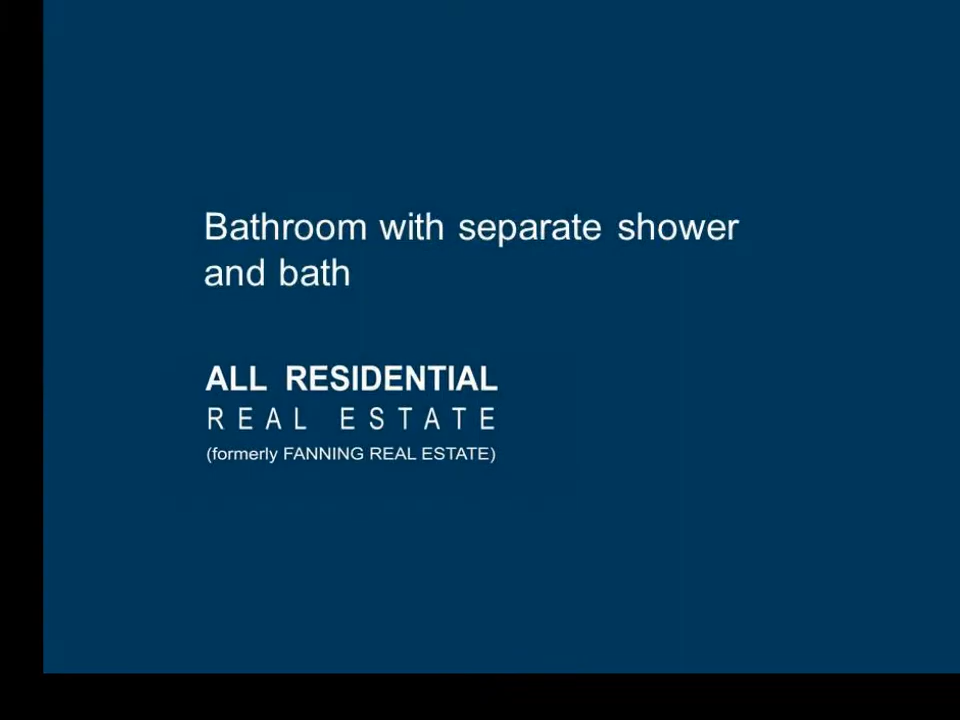 Bathroom with separate shower
and bath
ALL RESIDENTIAL
REAL ESTATE
(formerly FANNING REAL ESTATE)